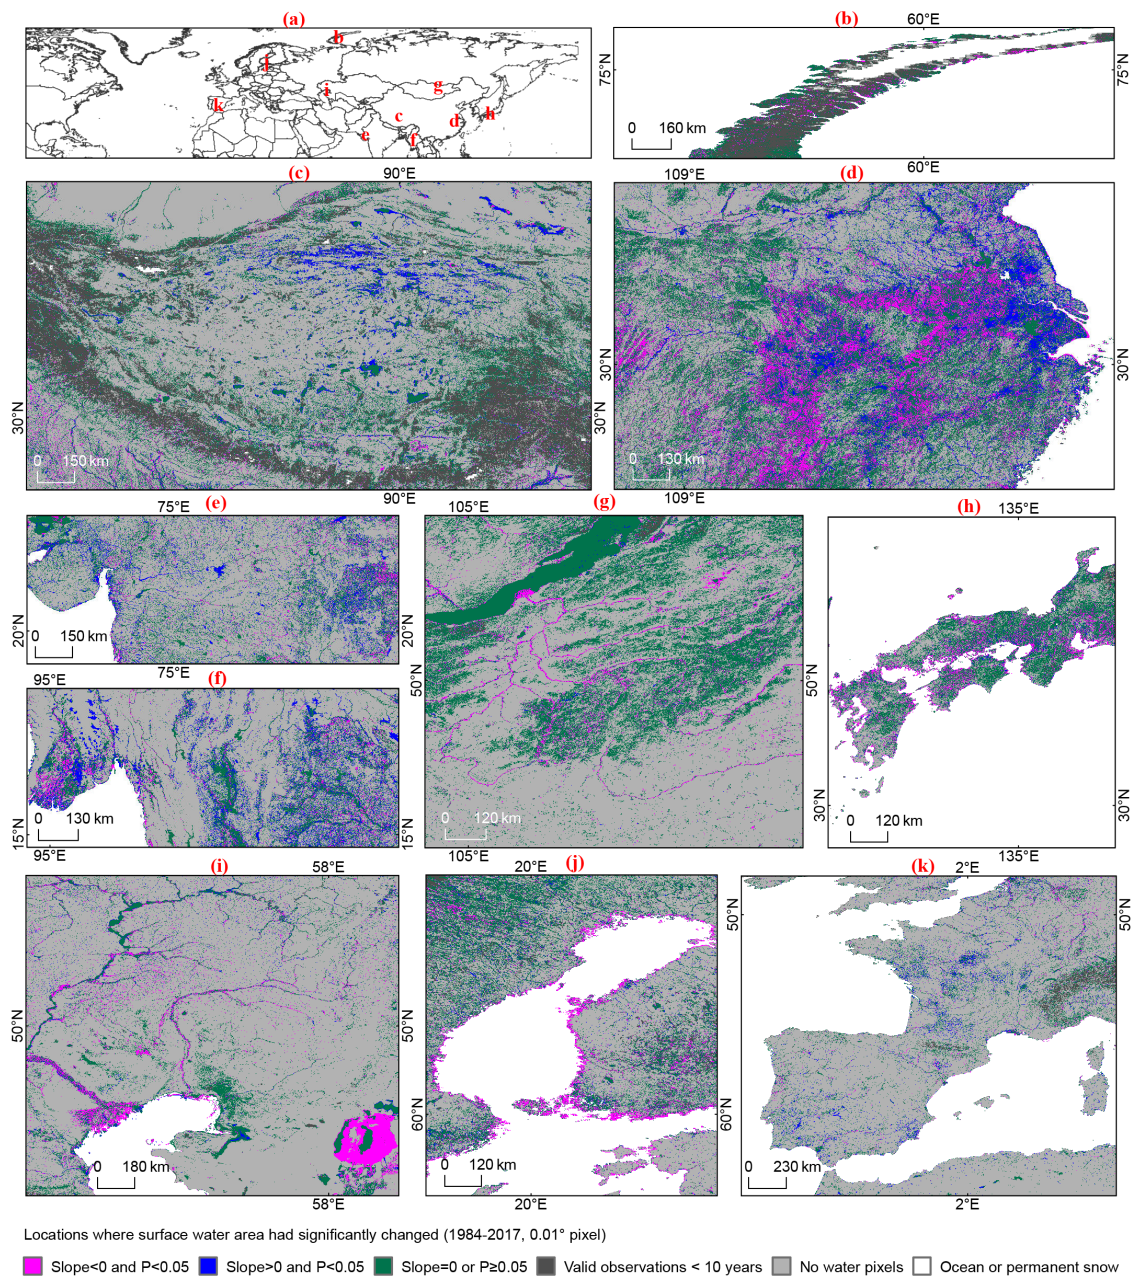 (a)
b
j
i
g
k
c
d
h
e
f
(b)
60°E
75°N
75°N
0 160 km
60°E
(c)
90°E
30°N
30°N
0 150 km
90°E
(d)
109°E
30°N
30°N
0 130 km
109°E
(e)
75°E
20°N
20°N
0 150 km
75°E
(f)
95°E
15°N
15°N
0 130 km
95°E
(g)
105°E
50°N
50°N
0 120 km
105°E
(h)
135°E
30°N
30°N
0 120 km
135°E
(i)
58°E
50°N
50°N
0 180 km
58°E
(j)
20°E
60°N
60°N
0 120 km
20°E
(k)
2°E
50°N
50°N
0 230 km
2°E
Locations where surface water area had significantly changed (1984-2017, 0.01° pixel)
Slope<0 and P<0.05 Slope>0 and P<0.05 Slope=0 or P≥0.05 Valid observations < 10 years No water pixels Ocean or permanent snow